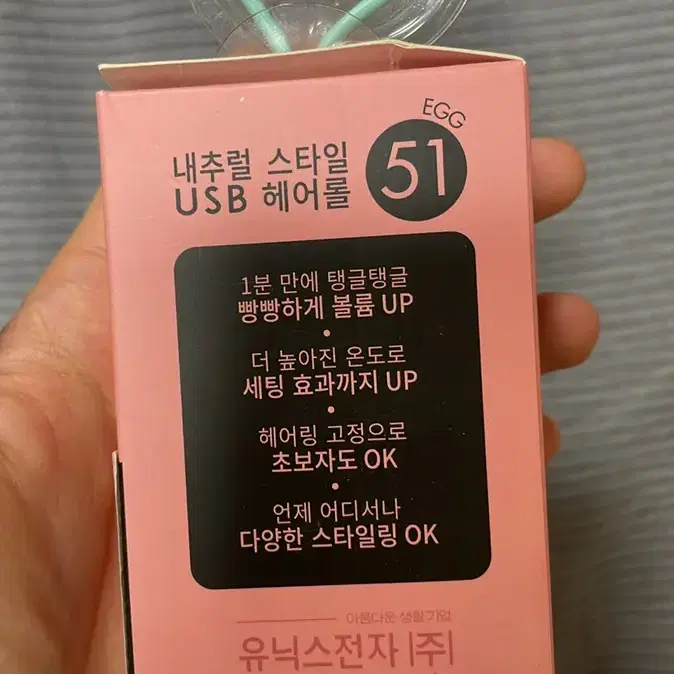 EGG
51
내추럴 스타일
USB 헤어롤
1분 만에 탱글탱글
빵빵하게 볼륨 UP
더 높아진 온도로
세팅 효과까지 UP
헤어링 고정으로
초보자도 OK
언제 어디서나
다양한 스타일링 OK
아름다운 생활기업
유닉스전자(주)